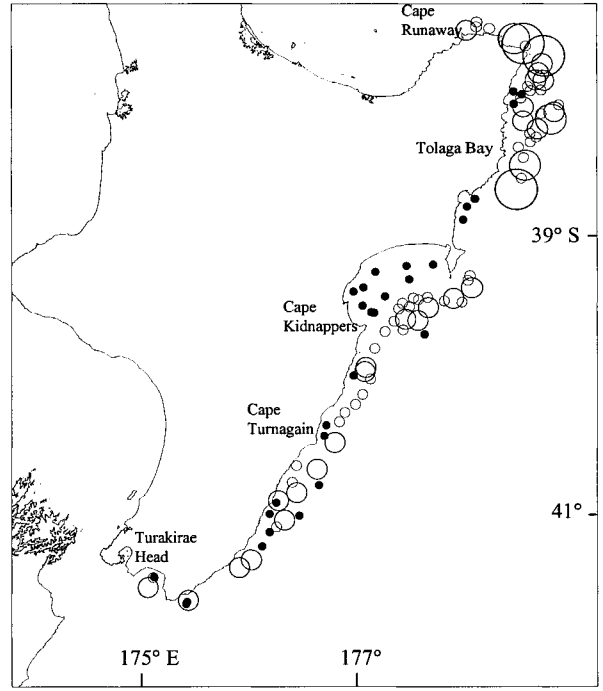 Cape
Runaway
Tolaga Bay
39° S
Cape
Kidnappers
Cape
Turnagain
41°
Turakirae
Head
175° E
177°